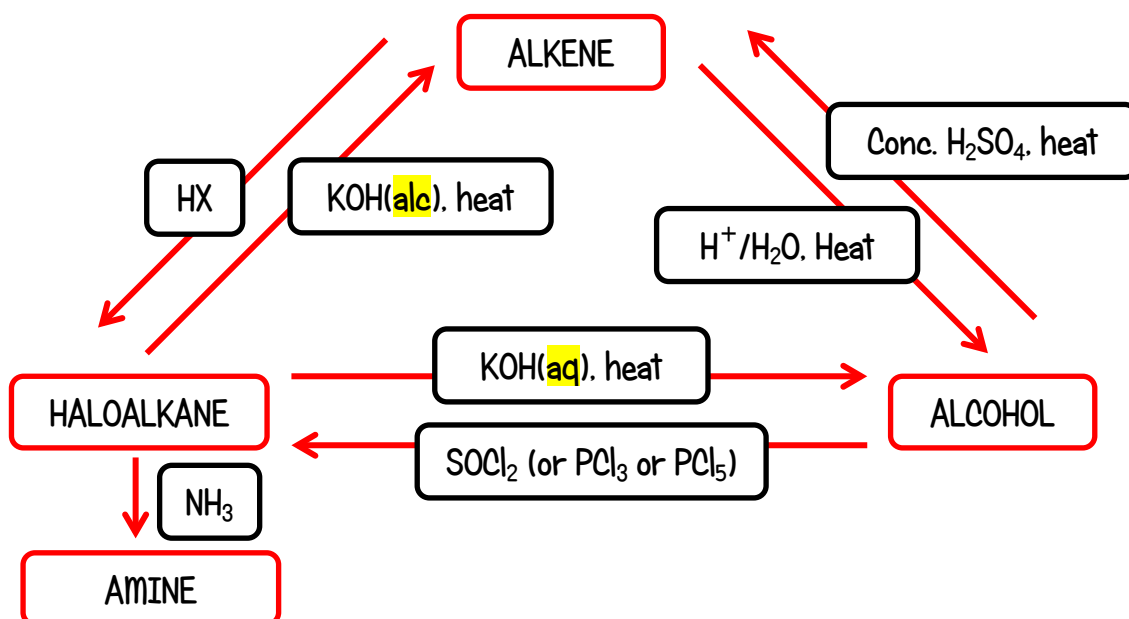 ALKENE
Conc. H₂SO₄, heat
HX
KOH(alc), heat
H⁺/H₂O, Heat
KOH(aq), heat
HALOALKANE
ALCOHOL
SOCl₂ (or PCl₃ or PCl₅)
NH₃
AMINE